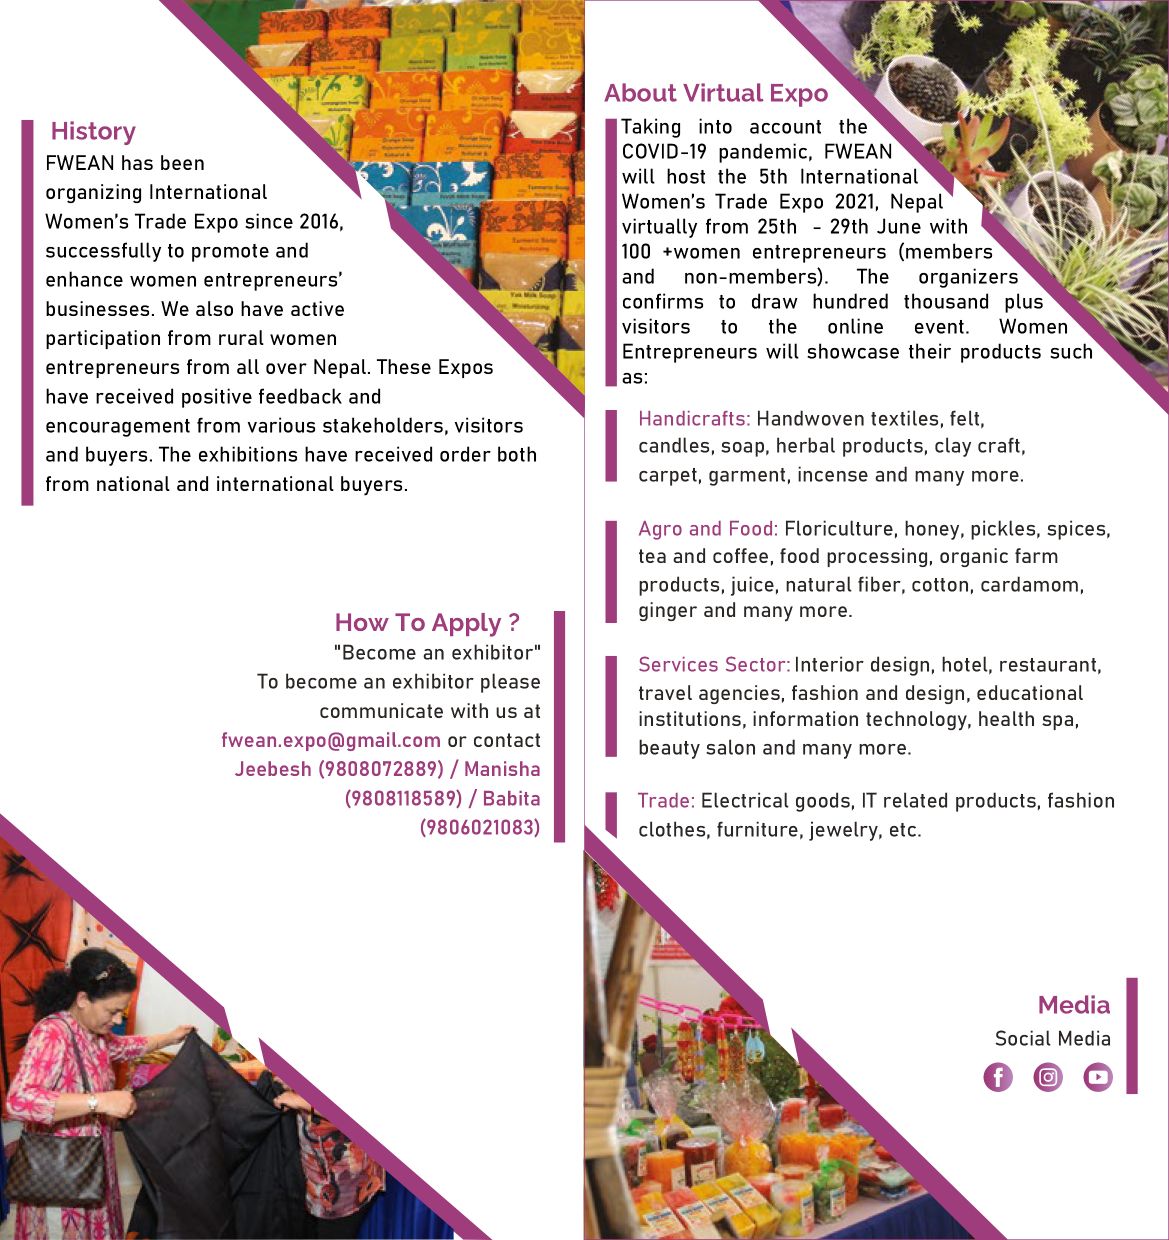 History
FWEAN has been
organizing International
Women's Trade Expo since 2016,
successfully to promote and
enhance women entrepreneurs'
businesses. We also have active
participation from rural women
entrepreneurs from all over Nepal. These Expos
have received positive feedback and
encouragement from various stakeholders, visitors
and buyers. The exhibitions have received order both
from national and international buyers.
How To Apply ?
"Become an exhibitor"
To become an exhibitor please
communicate with us at
fwean.expo@gmail.com or contact
Jeebesh (9808072889) / Manisha
(9808118589) / Babita
(9806021083)
About Virtual Expo
Taking into account the
COVID-19 pandemic, FWEAN
will host the 5th International
Women's Trade Expo 2021, Nepal
virtually from 25th - 29th June with
100 +women entrepreneurs (members
and non-members). The organizers
confirms to draw hundred thousand plus
visitors to the online event. Women
Entrepreneurs will showcase their products such
as:
Handicrafts: Handwoven textiles, felt,
candles, soap, herbal products, clay craft,
carpet, garment, incense and many more.
Agro and Food: Floriculture, honey, pickles, spices,
tea and coffee, food processing, organic farm
products, juice, natural fiber, cotton, cardamom,
ginger and many more.
Services Sector: Interior design, hotel, restaurant,
travel agencies, fashion and design, educational
institutions, information technology, health spa,
beauty salon and many more.
Trade: Electrical goods, IT related products, fashion
clothes, furniture, jewelry, etc.
Media
Social Media